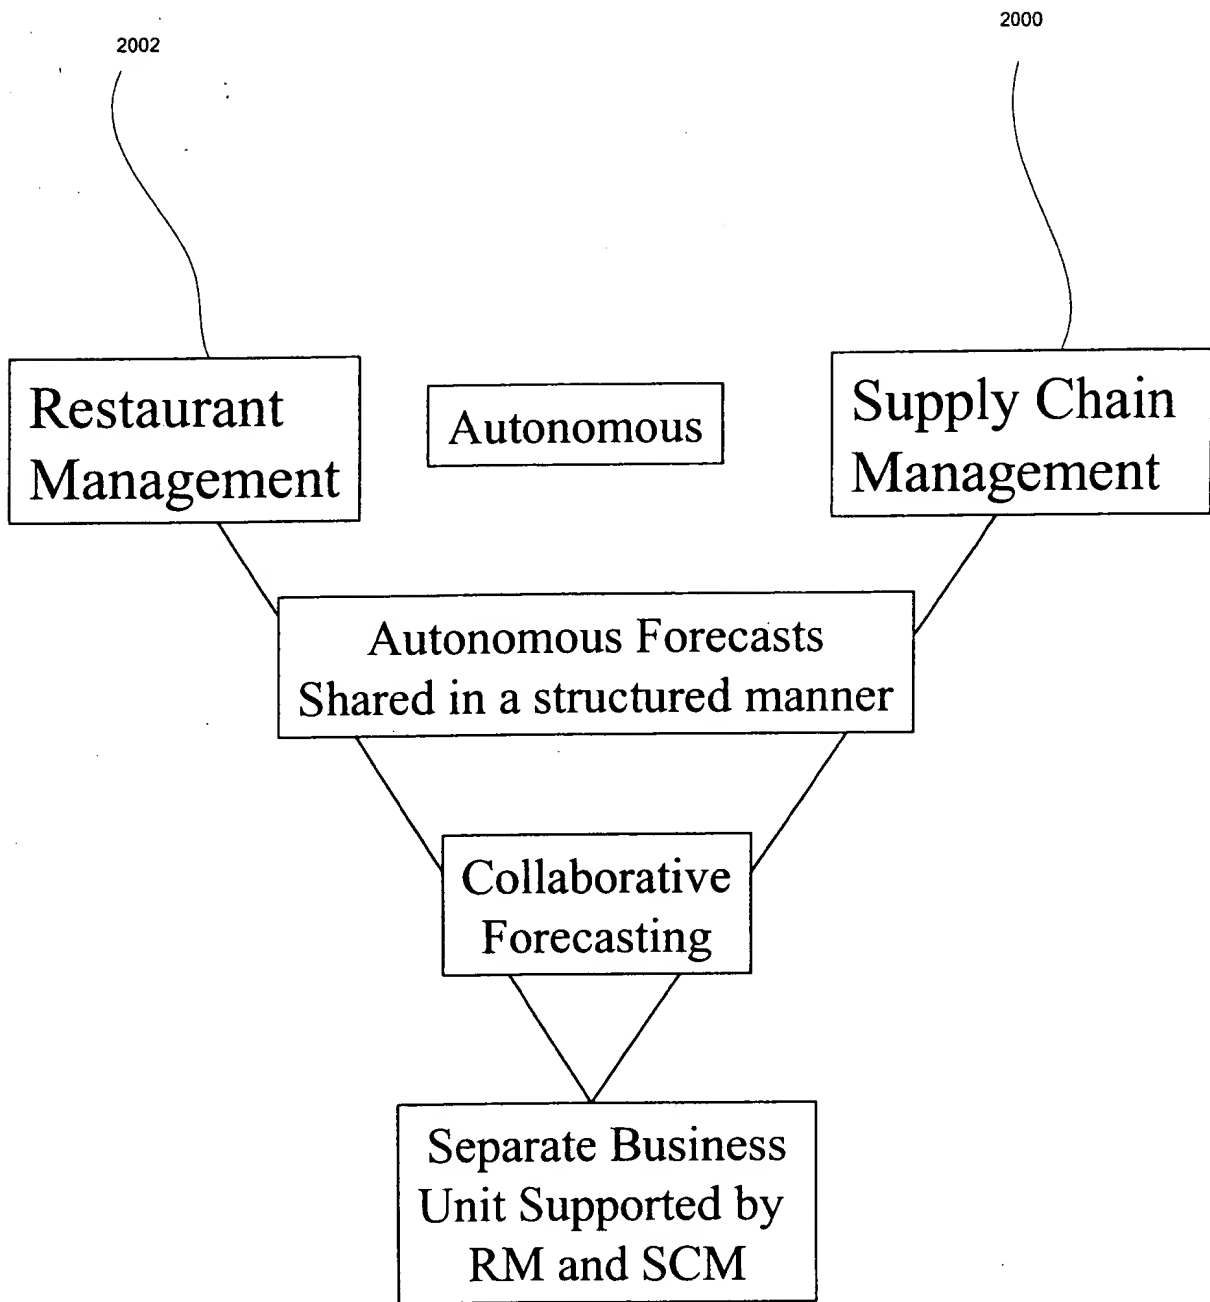 2002
2000
Restaurant
Management
Autonomous
Supply Chain
Management
Autonomous Forecasts
Shared in a structured manner
Collaborative
Forecasting
Separate Business
Unit Supported by
RM and SCM